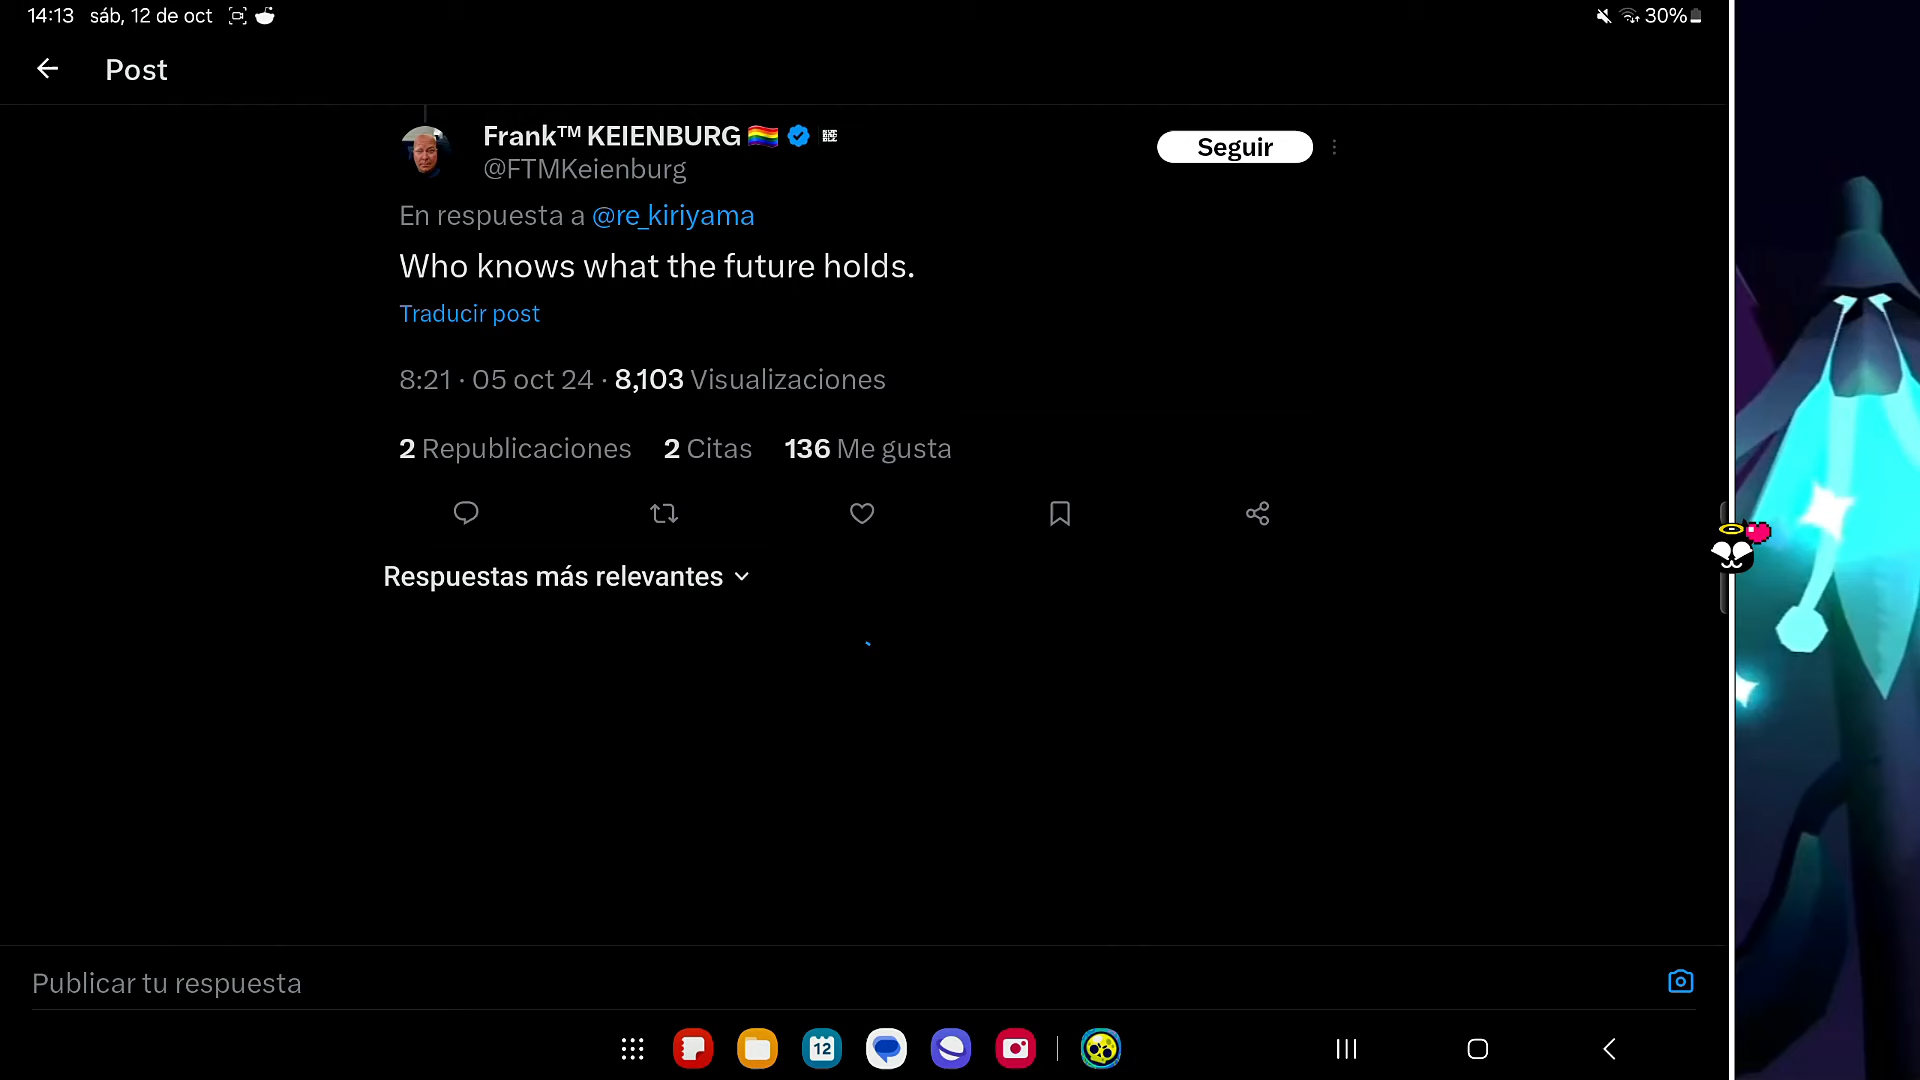 14:13 sáb, 12 de oct
30%
Post
Frank™ KEIENBURG 🏳️‍🌈
@FTMKeienburg
Seguir
En respuesta a @re_kiriyama
Who knows what the future holds.
Traducir post
8:21 · 05 oct 24 · 8,103 Visualizaciones
2 Republicaciones 2 Citas 136 Me gusta
Respuestas más relevantes
Publicar tu respuesta
12